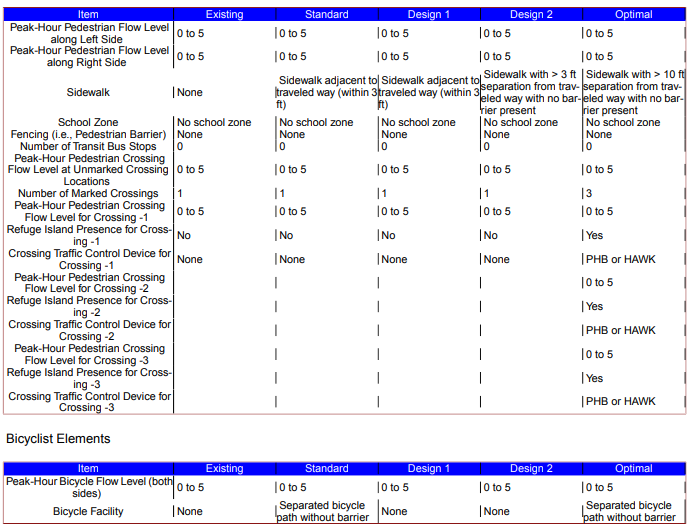 Item Existing Standard Design 1 Design 2 Optimal
Peak-Hour Pedestrian Flow Level along Left Side 0 to 5 0 to 5 0 to 5 0 to 5 0 to 5
Peak-Hour Pedestrian Flow Level along Right Side 0 to 5 0 to 5 0 to 5 0 to 5 0 to 5
Sidewalk None Sidewalk adjacent to traveled way (within 3 ft) Sidewalk adjacent to traveled way (within 3 ft) Sidewalk with > 3 ft separation from trav-eled way with no bar-rier present Sidewalk with > 10 ft separation from trav-eled way with no bar-rier present
School Zone No school zone No school zone No school zone No school zone No school zone
Fencing (i.e., Pedestrian Barrier) None None None None None
Number of Transit Bus Stops 0 0 0 0 0
Peak-Hour Pedestrian Crossing Flow Level at Unmarked Crossing Locations 0 to 5 0 to 5 0 to 5 0 to 5 0 to 5
Number of Marked Crossings 1 1 1 1 3
Peak-Hour Pedestrian Crossing Flow Level for Crossing -1 0 to 5 0 to 5 0 to 5 0 to 5 0 to 5
Refuge Island Presence for Cross-ing -1 No No No No Yes
Crossing Traffic Control Device for Crossing -1 None None None None PHB or HAWK
Peak-Hour Pedestrian Crossing Flow Level for Crossing -2 0 to 5
Refuge Island Presence for Cross-ing -2 Yes
Crossing Traffic Control Device for Crossing -2 PHB or HAWK
Peak-Hour Pedestrian Crossing Flow Level for Crossing -3 0 to 5
Refuge Island Presence for Cross-ing -3 Yes
Crossing Traffic Control Device for Crossing -3 PHB or HAWK
Bicyclist Elements
Item Existing Standard Design 1 Design 2 Optimal
Peak-Hour Bicycle Flow Level (both sides) 0 to 5 0 to 5 0 to 5 0 to 5 0 to 5
Bicycle Facility None Separated bicycle path without barrier None None Separated bicycle path without barrier